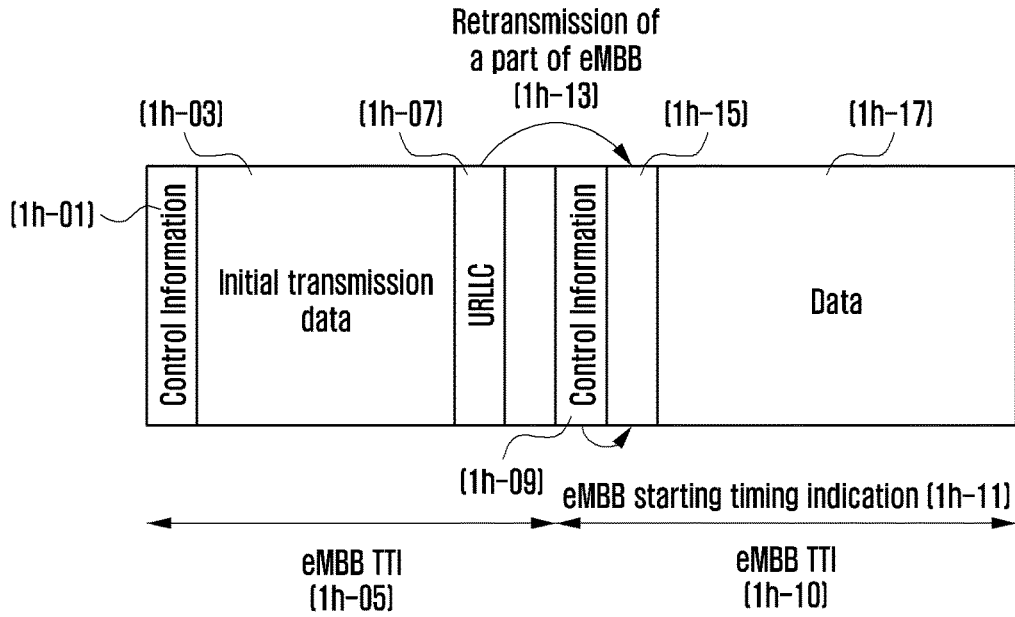 Retransmission of
a part of eMBB
(1h-13)
(1h-03)
(1h-07)
(1h-15)
(1h-17)
(1h-01)
Control Information
Initial transmission
data
URLLC
Control Information
Data
(1h-09)
eMBB starting timing indication (1h-11)
eMBB TTI
(1h-05)
eMBB TTI
(1h-10)